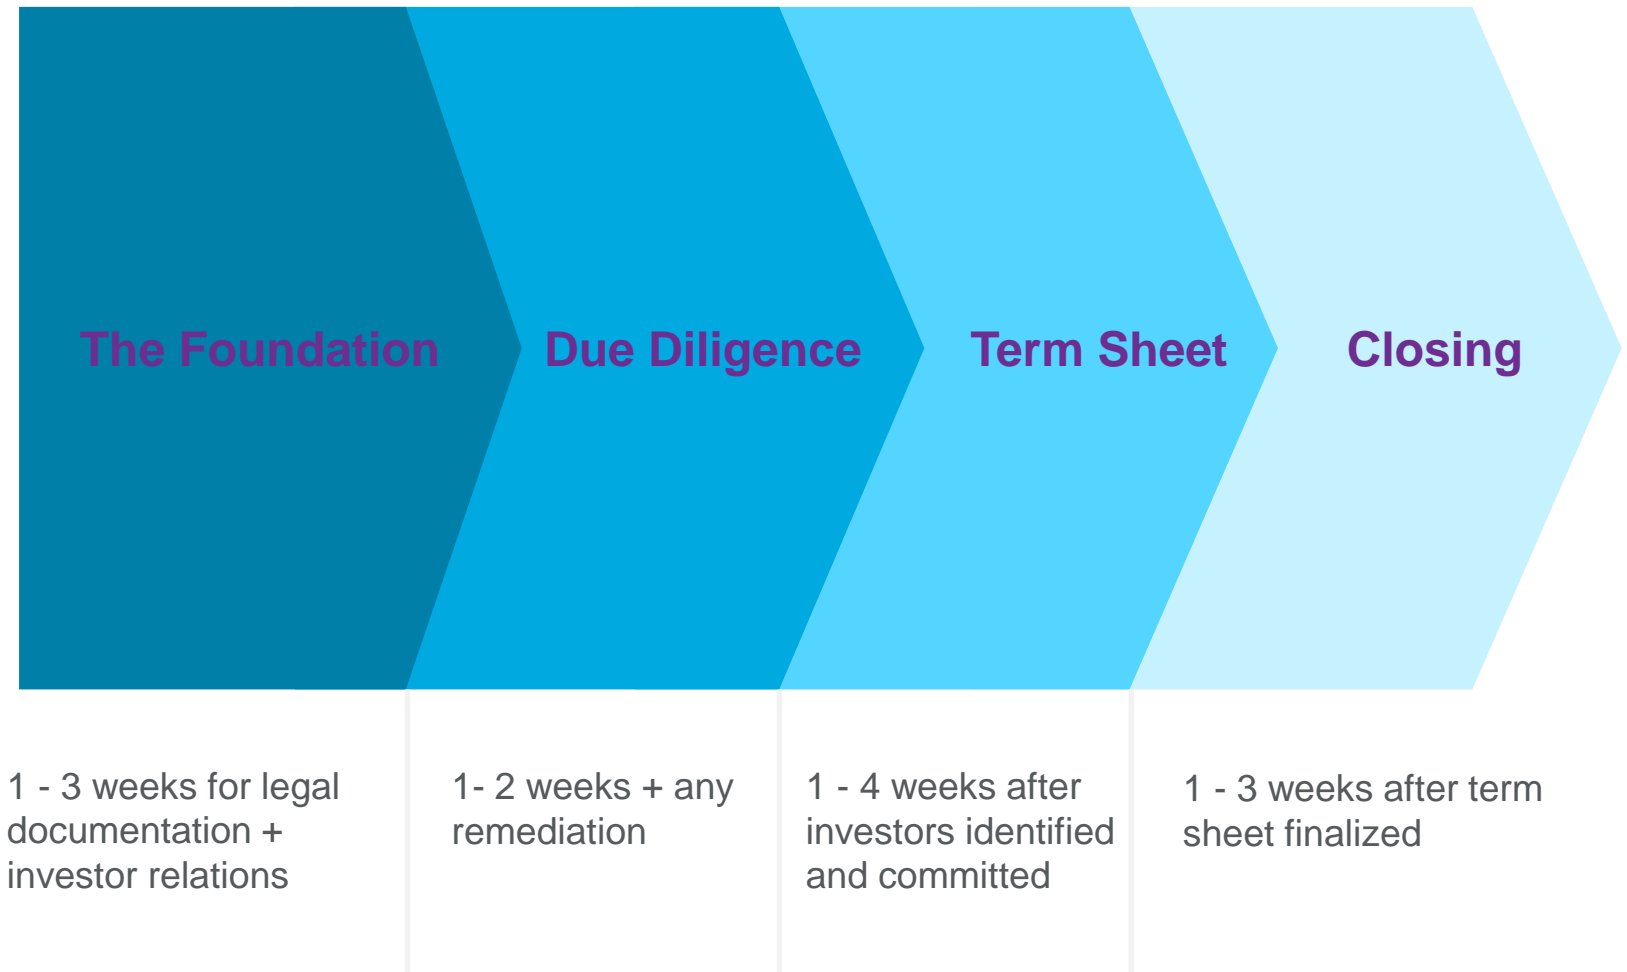 The Foundation
Due Diligence
Term Sheet
Closing
1 - 3 weeks for legal
documentation +
investor relations
1- 2 weeks + any
remediation
1 - 4 weeks after
investors identified
and committed
1 - 3 weeks after term
sheet finalized